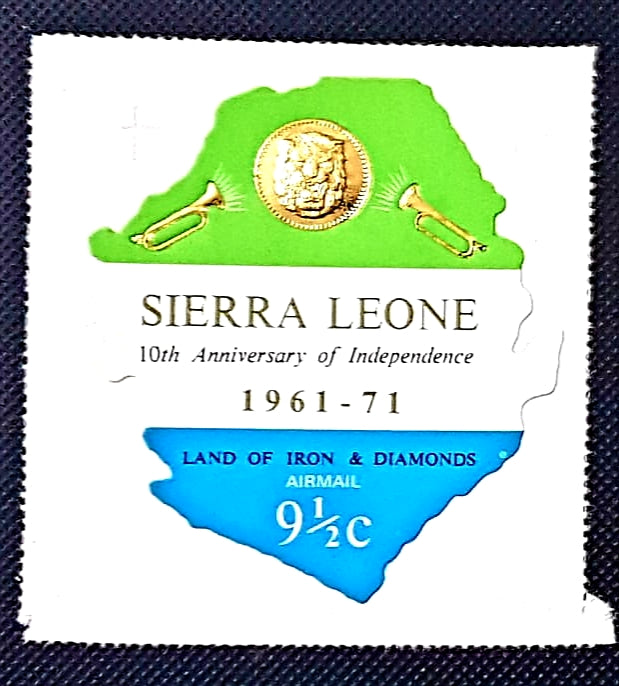 SIERRA LEONE
10th Anniversary of Independence
1961-71
LAND OF IRON & DIAMONDS
AIRMAIL
9½c